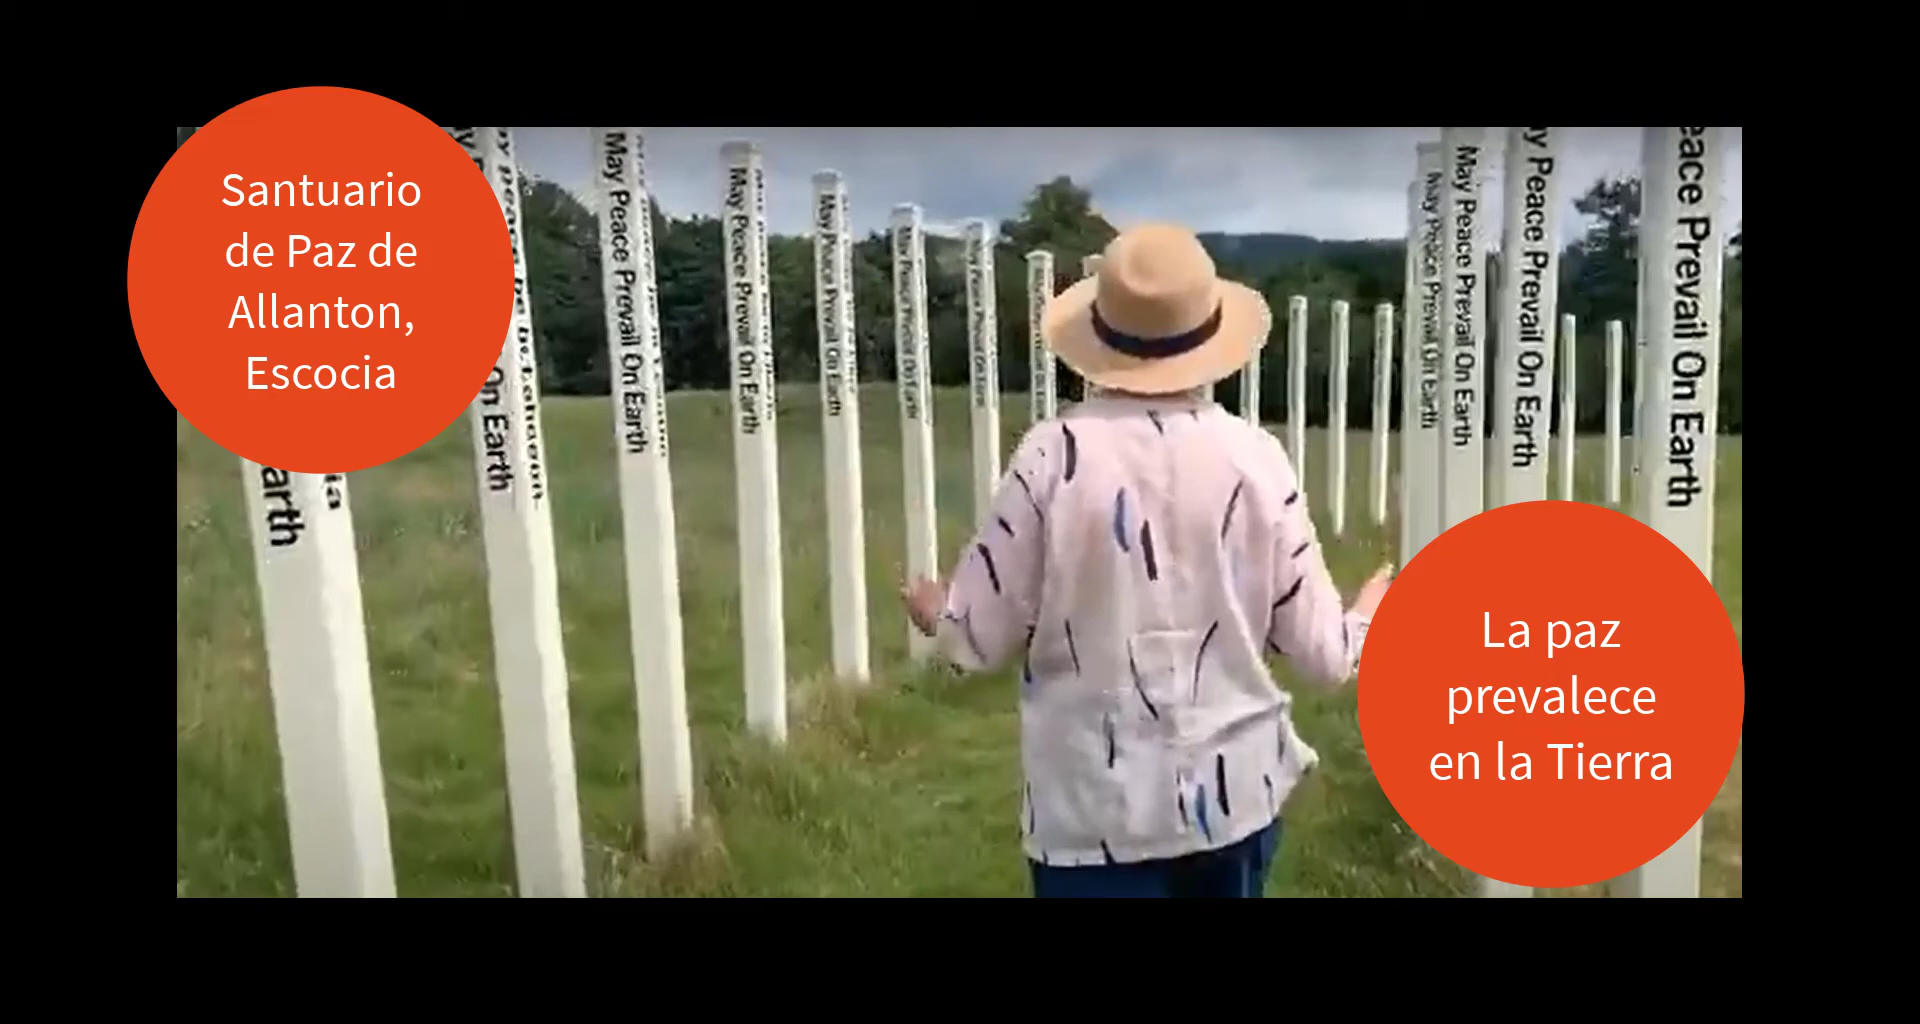 Santuario
de Paz de
Allanton,
Escocia
arth
ia
On Earth
May Peace Prevail On Earth
May Peace Prevail On Earth
May Peace Prevail On Earth
May Peace Prevail On Earth
May Peace Prevail On Earth
May Peace Prevail On Earth
y Peace Prevail On Earth
eace Prevail On Earth
La paz
prevalece
en la Tierra